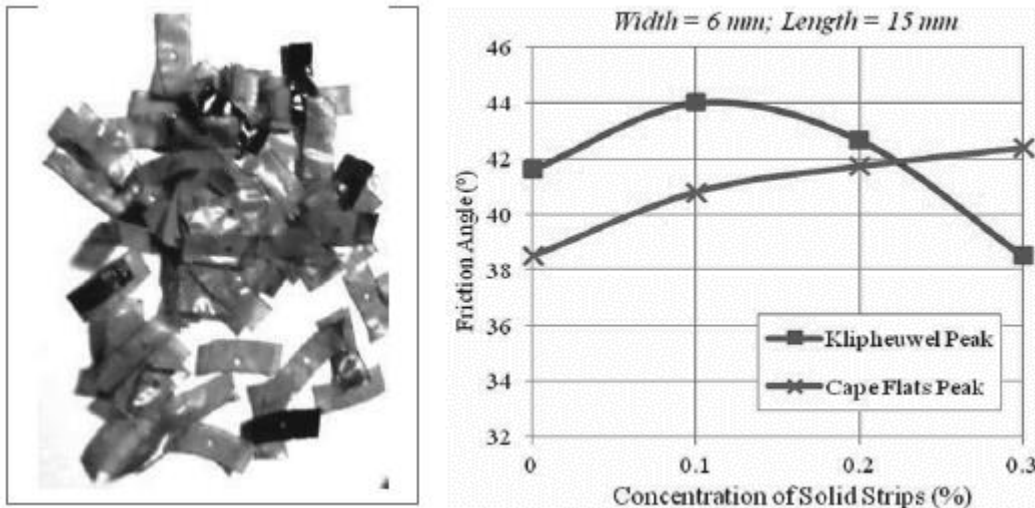 Width = 6 mm; Length = 15 mm
46
44
42
40
38
36
34
32
Friction Angle (°)
Klipheuwel Peak
Cape Flats Peak
0 0.1 0.2 0.3
Concentration of Solid Strips (%)